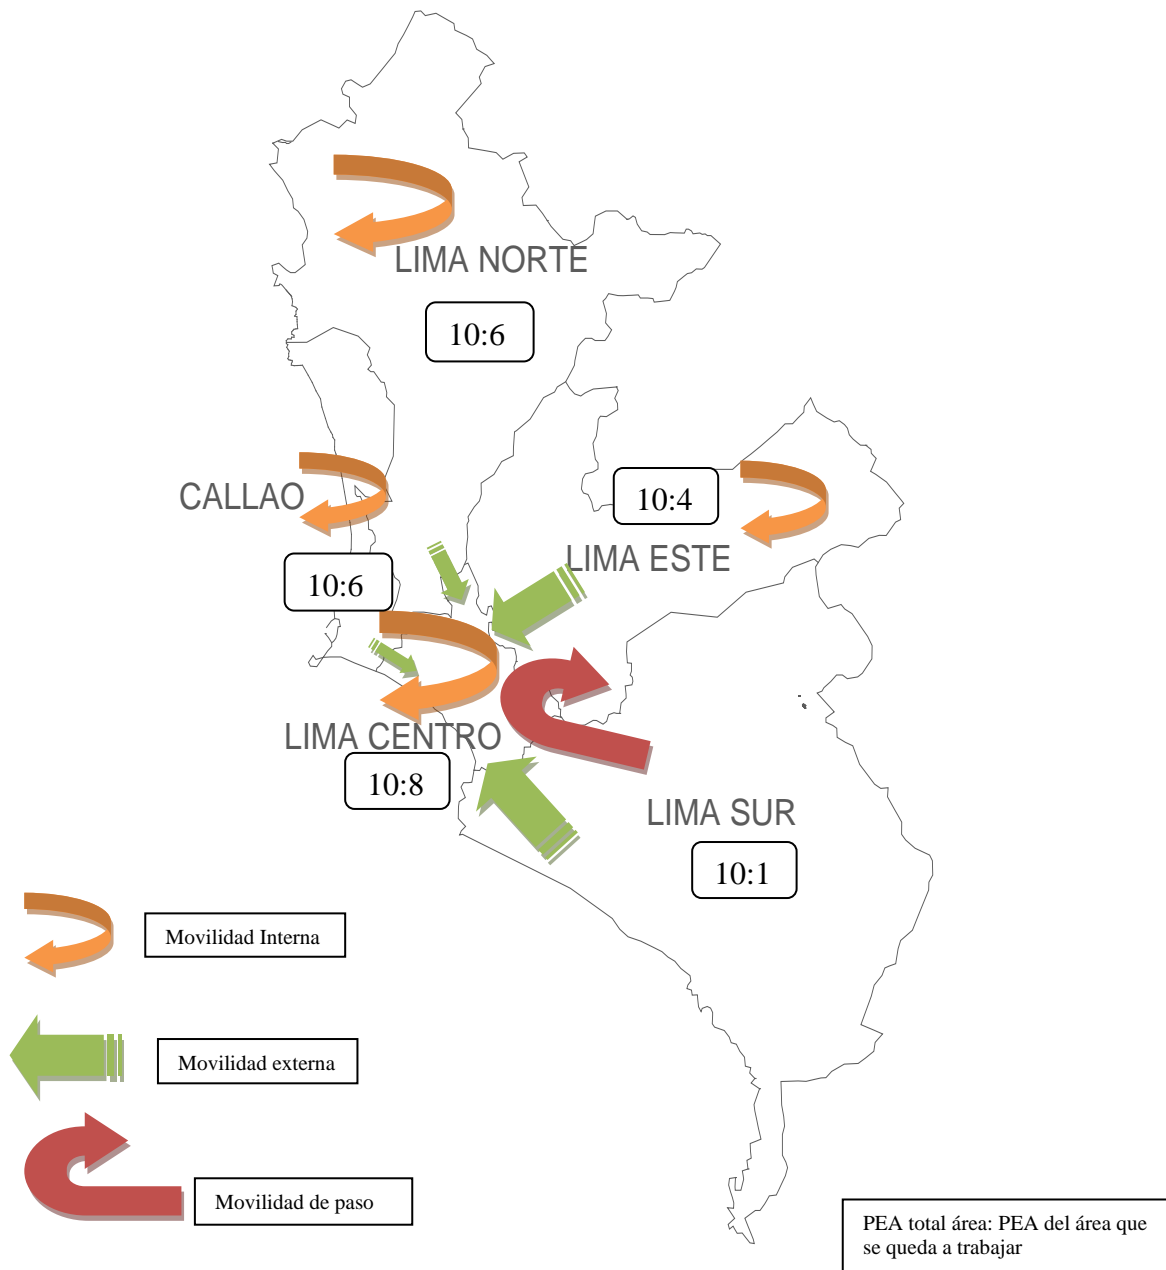 LIMA NORTE
10:6
CALLAO
10:4
LIMA ESTE
10:6
LIMA CENTRO
10:8
LIMA SUR
10:1
Movilidad Interna
Movilidad externa
Movilidad de paso
PEA total área: PEA del área que
se queda a trabajar